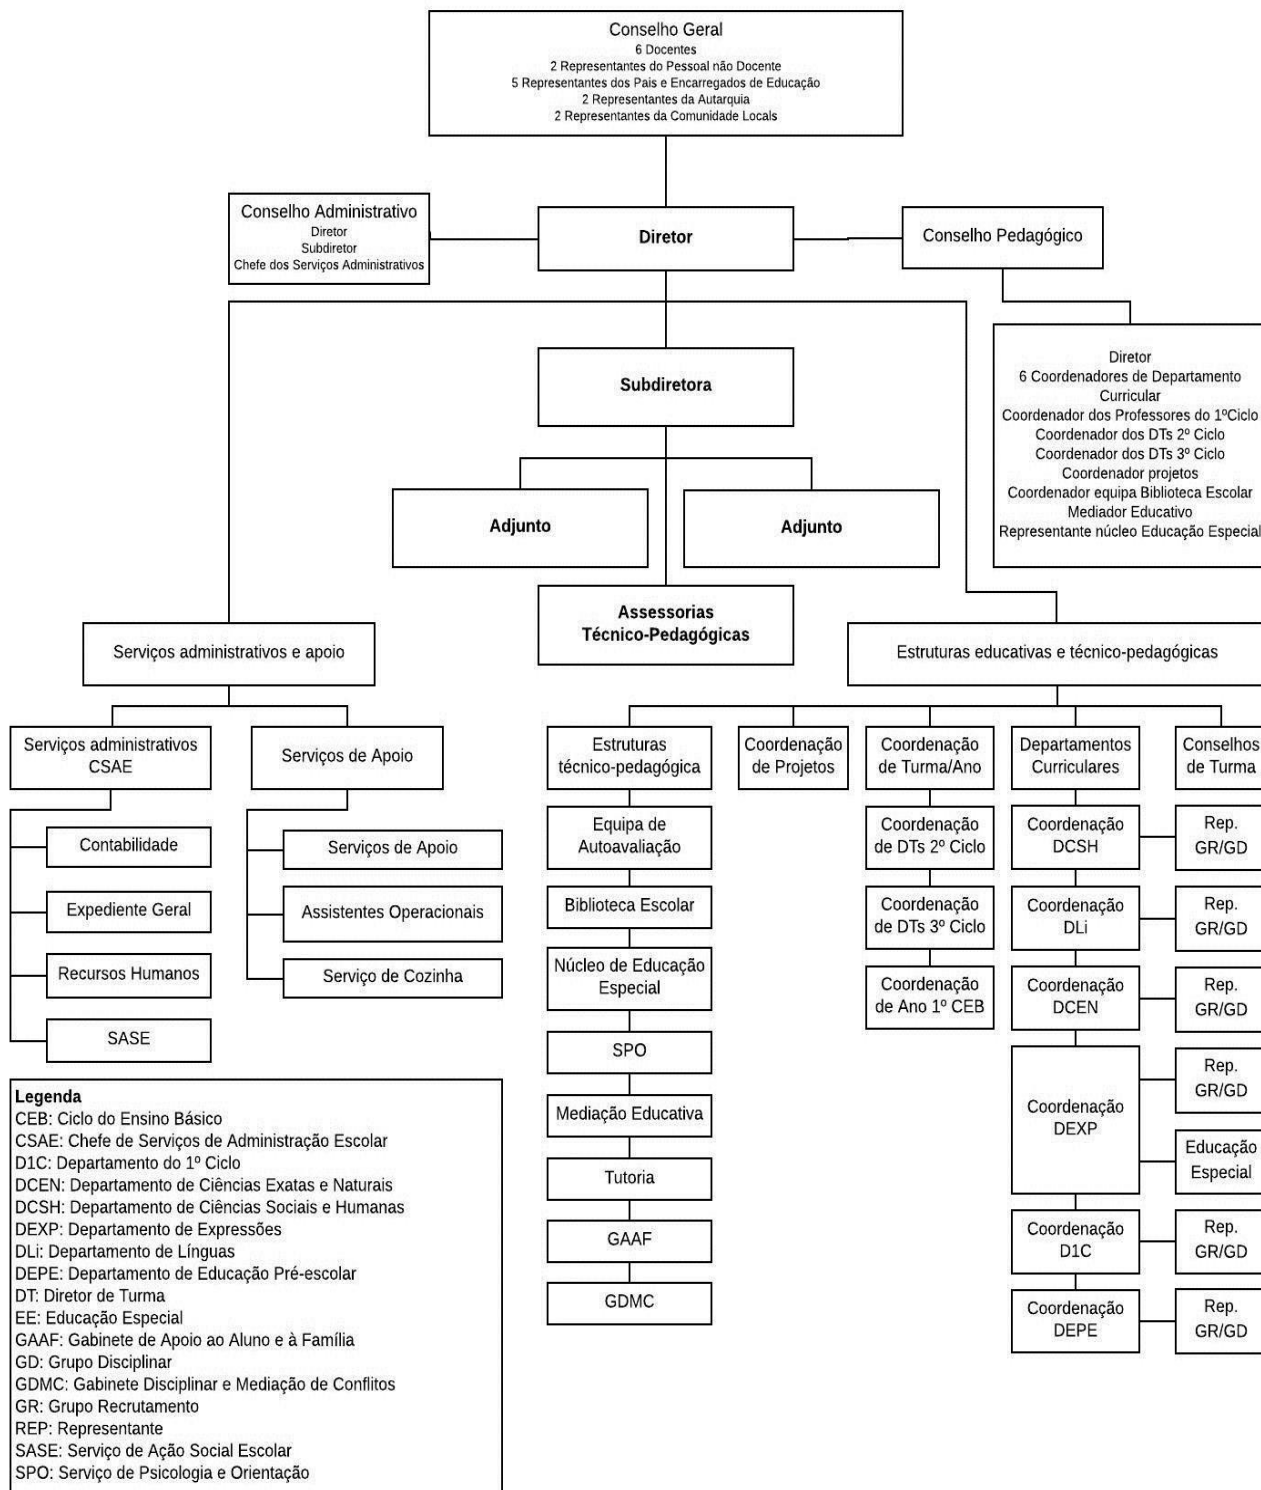 Conselho Geral
6 Docentes
2 Representantes do Pessoal não Docente
5 Representantes dos Pais e Encarregados de Educação
2 Representantes da Autarquia
2 Representantes da Comunidade Locals
Conselho Administrativo
Diretor
Subdiretor
Chefe dos Serviços Administrativos
Diretor
Conselho Pedagógico
Diretor
6 Coordenadores de Departamento
Curricular
Coordenador dos Professores do 1ºCiclo
Coordenador dos DTs 2º Ciclo
Coordenador dos DTs 3º Ciclo
Coordenador projetos
Coordenador equipa Biblioteca Escolar
Mediador Educativo
Representante núcleo Educação Especial
Subdiretora
Adjunto
Adjunto
Assessorias
Técnico-Pedagógicas
Serviços administrativos e apoio
Serviços administrativos
CSAE
Contabilidade
Expediente Geral
Recursos Humanos
SASE
Serviços de Apoio
Serviços de Apoio
Assistentes Operacionais
Serviço de Cozinha
Estruturas educativas e técnico-pedagógicas
Estruturas
técnico-pedagógica
Equipa de
Autoavaliação
Biblioteca Escolar
Núcleo de Educação
Especial
SPO
Mediação Educativa
Tutoria
GAAF
GDMC
Coordenação
de Projetos
Coordenação
de Turma/Ano
Coordenação
de DTs 2º Ciclo
Coordenação
de DTs 3º Ciclo
Coordenação
de Ano 1º CEB
Departamentos
Curriculares
Coordenação
DCSH
Coordenação
DLi
Coordenação
DCEN
Coordenação
DEXP
Coordenação
D1C
Coordenação
DEPE
Conselhos
de Turma
Rep.
GR/GD
Rep.
GR/GD
Rep.
GR/GD
Rep.
GR/GD
Educação
Especial
Rep.
GR/GD
Rep.
GR/GD
Legenda
CEB: Ciclo do Ensino Básico
CSAE: Chefe de Serviços de Administração Escolar
D1C: Departamento do 1º Ciclo
DCEN: Departamento de Ciências Exatas e Naturais
DCSH: Departamento de Ciências Sociais e Humanas
DEXP: Departamento de Expressões
DLi: Departamento de Línguas
DEPE: Departamento de Educação Pré-escolar
DT: Diretor de Turma
EE: Educação Especial
GAAF: Gabinete de Apoio ao Aluno e à Família
GD: Grupo Disciplinar
GDMC: Gabinete Disciplinar e Mediação de Conflitos
GR: Grupo Recrutamento
REP: Representante
SASE: Serviço de Ação Social Escolar
SPO: Serviço de Psicologia e Orientação